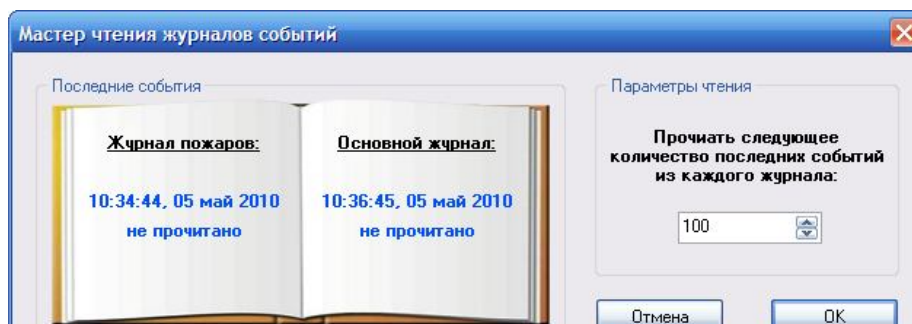 Мастер чтения журналов событий
Последние события
Журнал пожаров:
10:34:44, 05 май 2010
не прочитано
Основной журнал:
10:36:45, 05 май 2010
не прочитано
Параметры чтения
Прочиать следующее
количество последних событий
из каждого журнала:
100
Отмена
OK